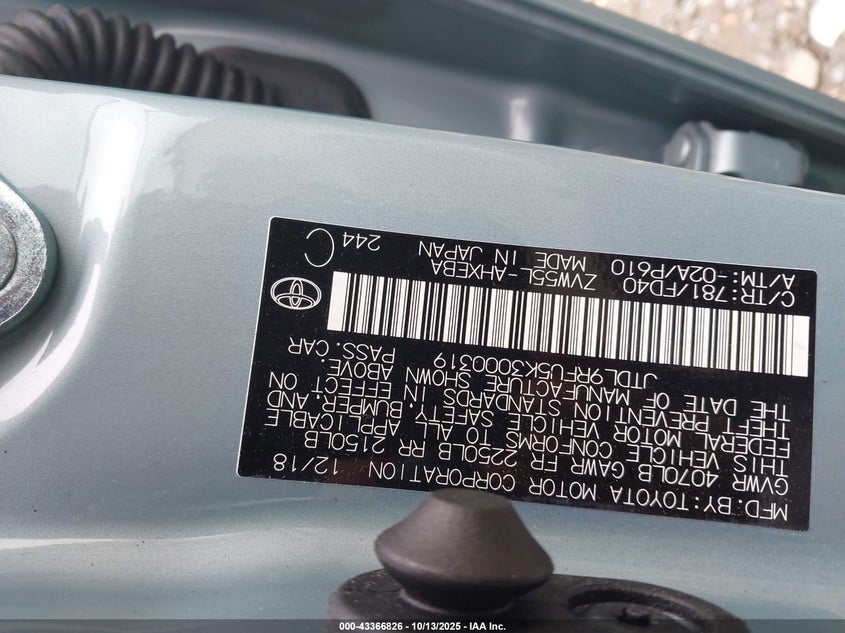 MFD.BY:TOYOTA MOTOR CORPORATION 12/18
GVWR 4070LB GAWR FR 2250LB RR 2150LB
THIS VEHICLE CONFORMS TO ALL APPLICABLE
FEDERAL MOTOR VEHICLE SAFETY, BUMPER, AND
THEFT PREVENTION STANDARDS IN EFFECT ON
THE DATE OF MANUFACTURE SHOWN ABOVE.
JTDL9RFU5K3000319 PASS.CAR
C/TR:781/FD40 ZVW55L-AHXEBA
A/TM:-02A/P610 MADE IN JAPAN
244 C
000-43366826 - 10/13/2025 - IAA Inc.